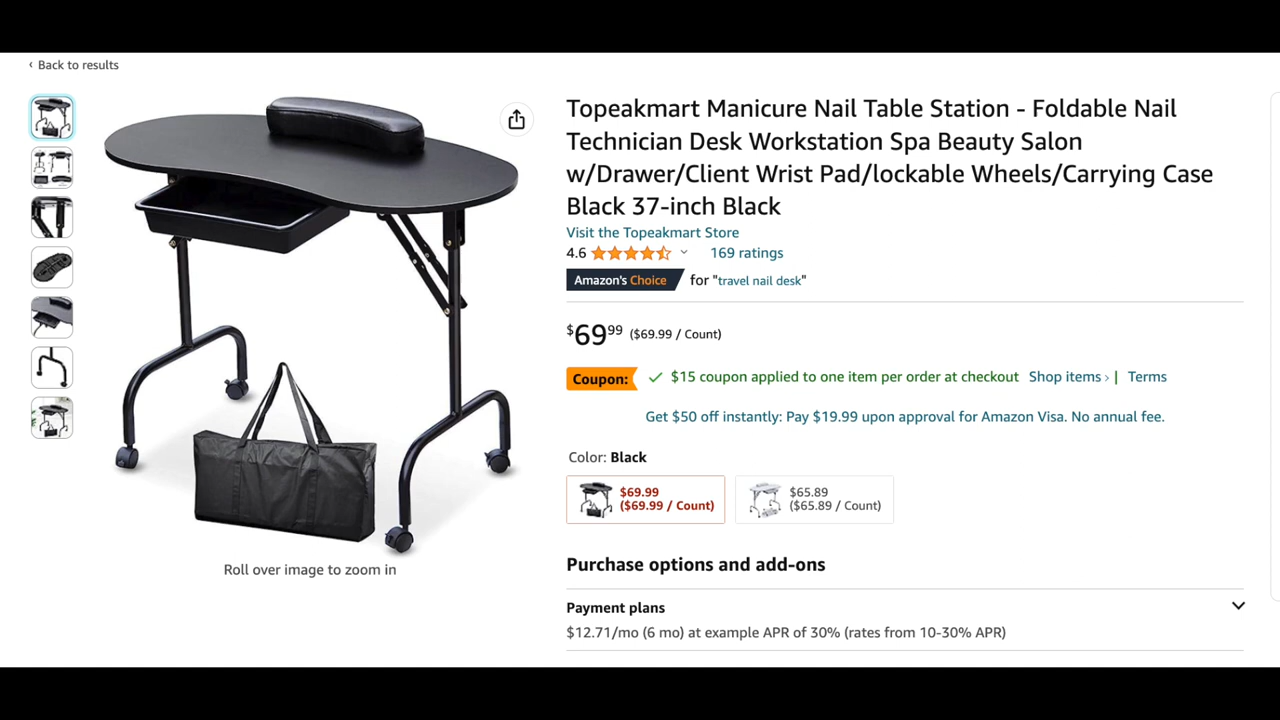 ‹ Back to results
Topeakmart Manicure Nail Table Station - Foldable Nail
Technician Desk Workstation Spa Beauty Salon
w/Drawer/Client Wrist Pad/lockable Wheels/Carrying Case
Black 37-inch Black
Visit the Topeakmart Store
4.6 169 ratings
Amazon's Choice for "travel nail desk"
$69.99 ($69.99 / Count)
Coupon: $15 coupon applied to one item per order at checkout Shop items › | Terms
Get $50 off instantly: Pay $19.99 upon approval for Amazon Visa. No annual fee.
Color: Black
$69.99 $65.89
($69.99 / Count) ($65.89 / Count)
Roll over image to zoom in
Purchase options and add-ons
Payment plans
$12.71/mo (6 mo) at example APR of 30% (rates from 10-30% APR)